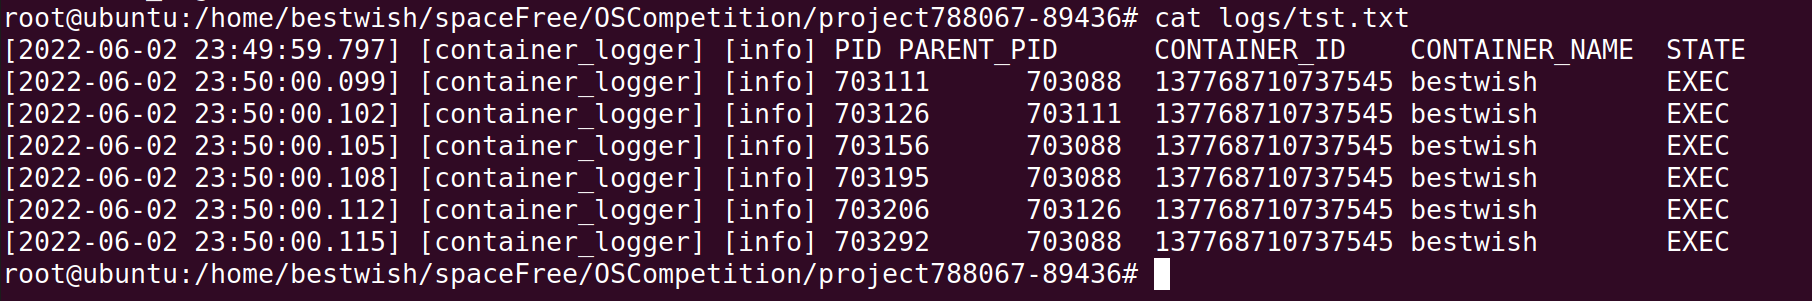 root@ubuntu:/home/bestwish/spaceFree/OSCompetition/project788067-89436# cat logs/tst.txt
[2022-06-02 23:49:59.797] [container_logger] [info] PID PARENT_PID      CONTAINER_ID    CONTAINER_NAME  STATE
[2022-06-02 23:50:00.099] [container_logger] [info] 703111      703088  137768710737545 bestwish        EXEC
[2022-06-02 23:50:00.102] [container_logger] [info] 703126      703111  137768710737545 bestwish        EXEC
[2022-06-02 23:50:00.105] [container_logger] [info] 703156      703088  137768710737545 bestwish        EXEC
[2022-06-02 23:50:00.108] [container_logger] [info] 703195      703088  137768710737545 bestwish        EXEC
[2022-06-02 23:50:00.112] [container_logger] [info] 703206      703126  137768710737545 bestwish        EXEC
[2022-06-02 23:50:00.115] [container_logger] [info] 703292      703088  137768710737545 bestwish        EXEC
root@ubuntu:/home/bestwish/spaceFree/OSCompetition/project788067-89436#